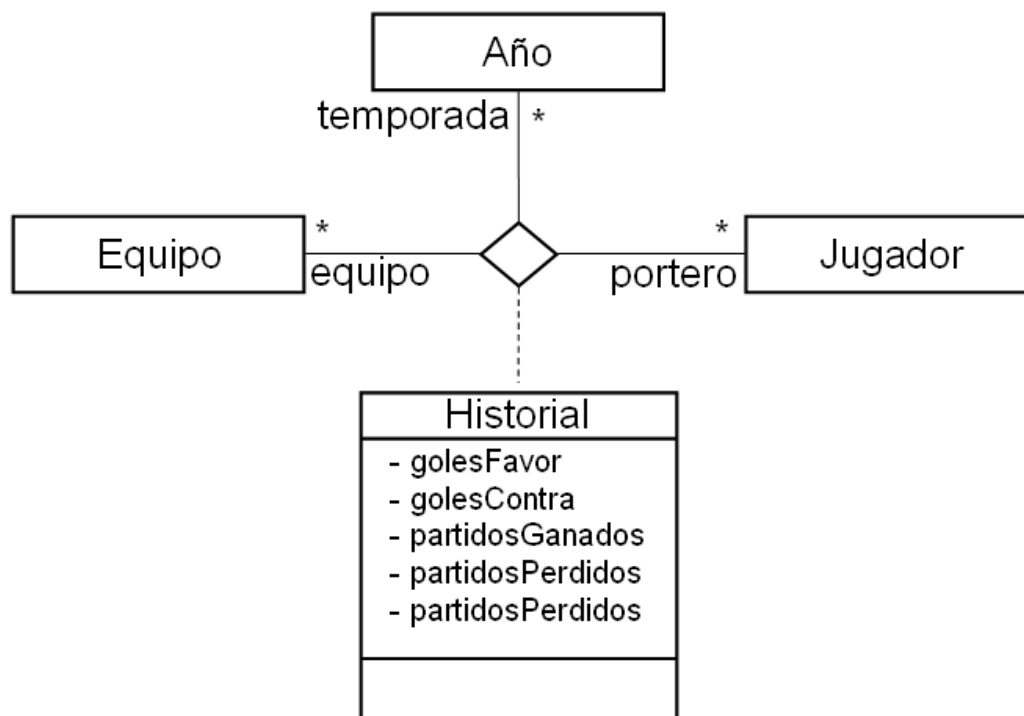 Año
temporada *
* *
Equipo Jugador
equipo portero
Historial
- golesFavor
- golesContra
- partidosGanados
- partidosPerdidos
- partidosPerdidos